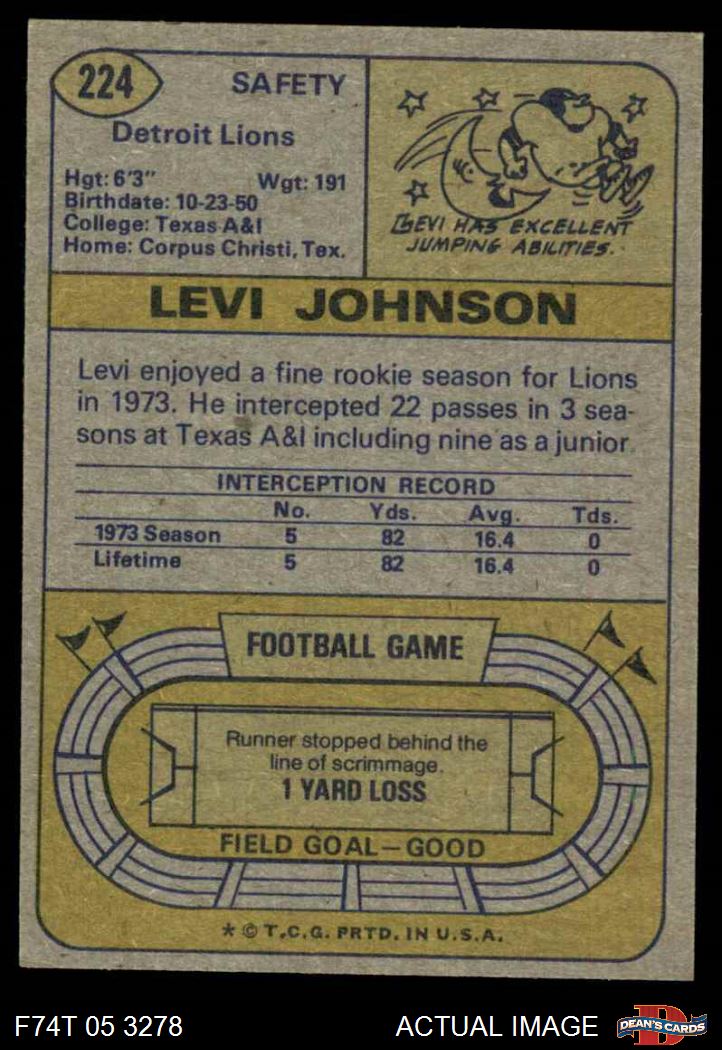 224
SAFETY
Detroit Lions
Hgt: 6'3" Wgt: 191
Birthdate: 10-23-50
College: Texas A&I
Home: Corpus Christi, Tex.
LEVI HAS EXCELLENT
JUMPING ABILITIES.
LEVI JOHNSON
Levi enjoyed a fine rookie season for Lions
in 1973. He intercepted 22 passes in 3 sea-
sons at Texas A&I including nine as a junior.
INTERCEPTION RECORD
No. Yds. Avg. Tds.
1973 Season 5 82 16.4 0
Lifetime 5 82 16.4 0
FOOTBALL GAME
Runner stopped behind the
line of scrimmage.
1 YARD LOSS
FIELD GOAL—GOOD
* © T.C.G. PRTD. IN U.S.A.
F74T 05 3278 ACTUAL IMAGE D DEAN'S CARDS